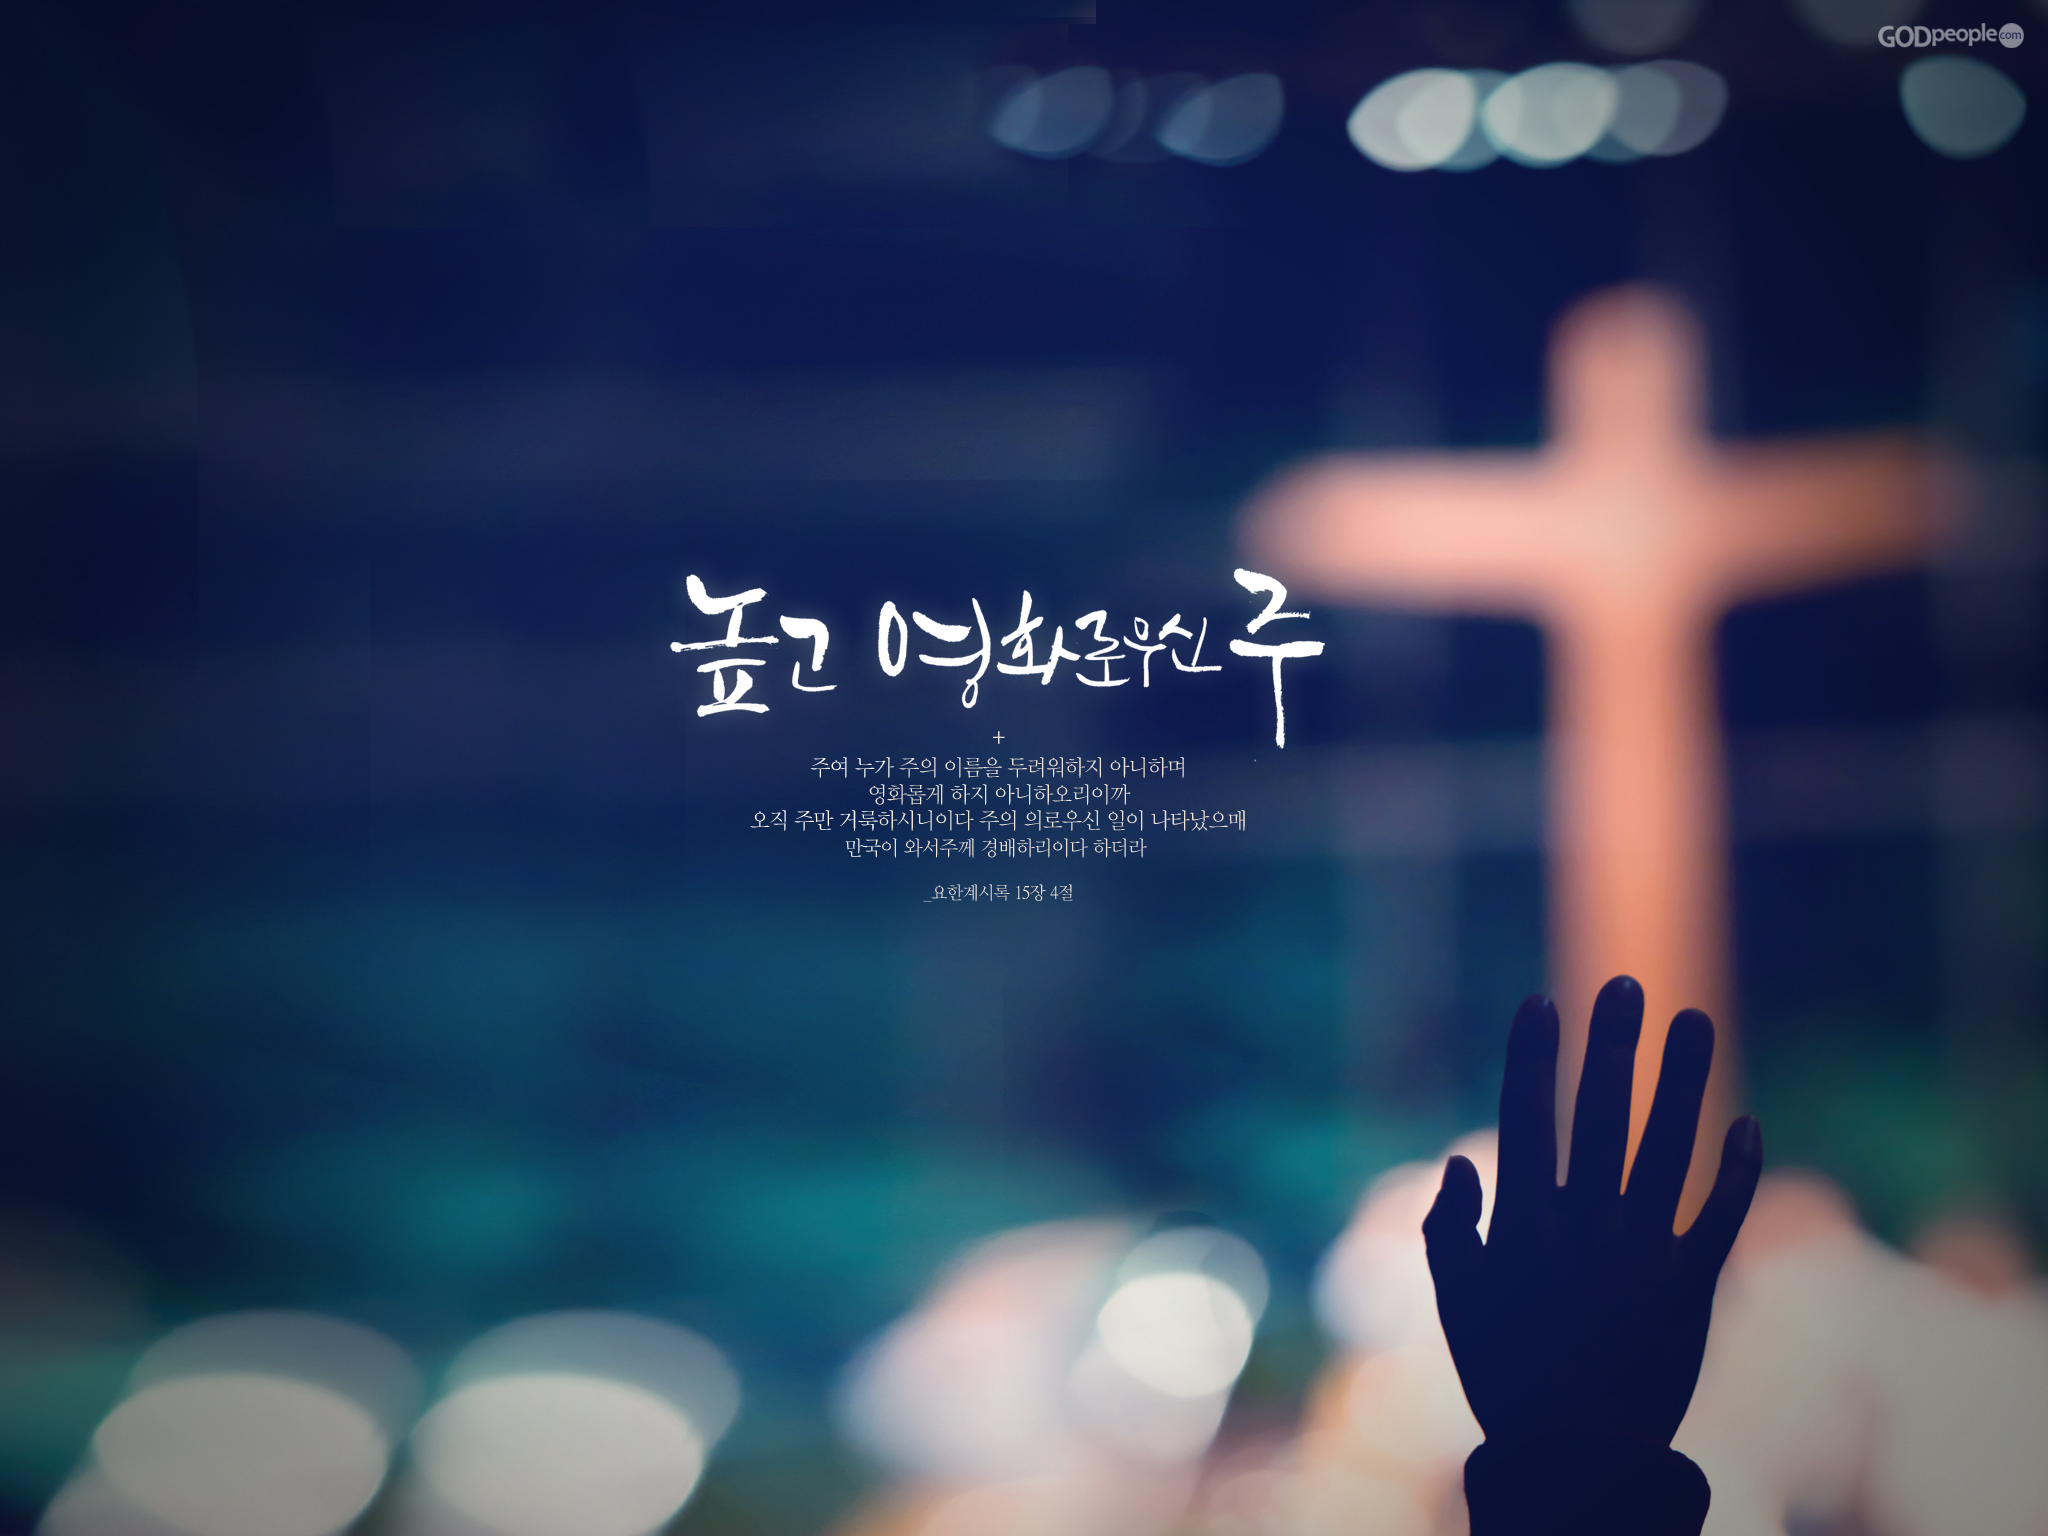 GODpeople.com
높고 영화로우신 주
+
주여 누가 주의 이름을 두려워하지 아니하며
영화롭게 하지 아니하오리이까
오직 주만 거룩하시니이다 주의 의로우신 일이 나타났으매
만국이 와서주께 경배하리이다 하더라
_요한계시록 15장 4절